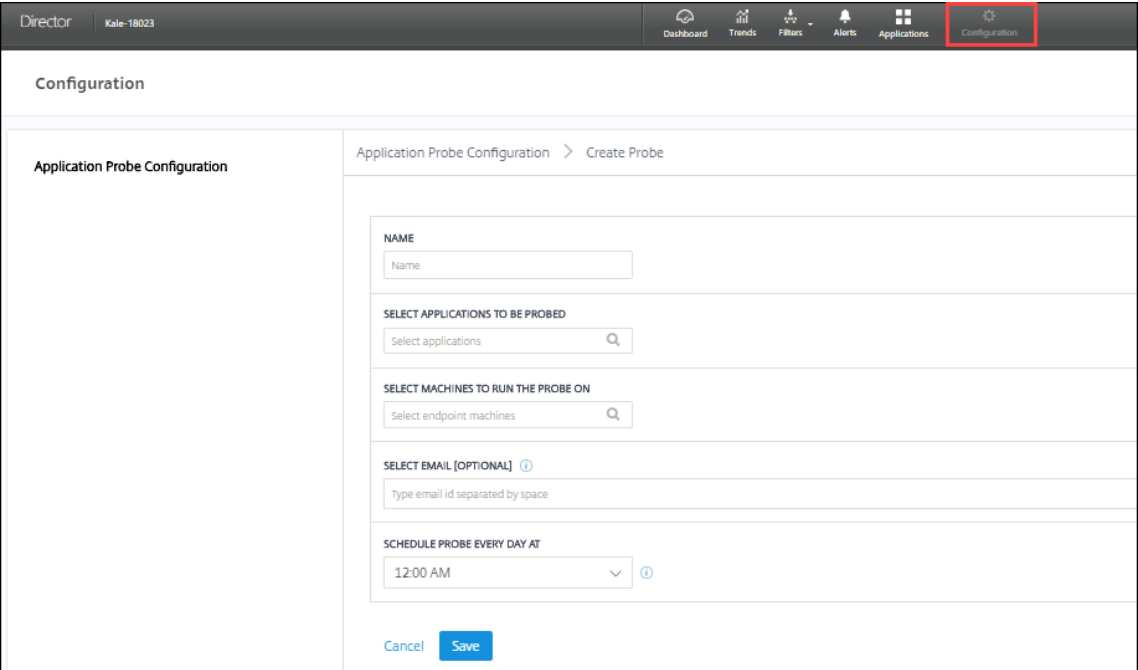 Director Kale-18023 Dashboard Trends Filters Alerts Applications Configuration
Configuration
Application Probe Configuration
Application Probe Configuration > Create Probe
NAME
Name
SELECT APPLICATIONS TO BE PROBED
Select applications
SELECT MACHINES TO RUN THE PROBE ON
Select endpoint machines
SELECT EMAIL [OPTIONAL]
Type email id separated by space
SCHEDULE PROBE EVERY DAY AT
12:00 AM
Cancel Save